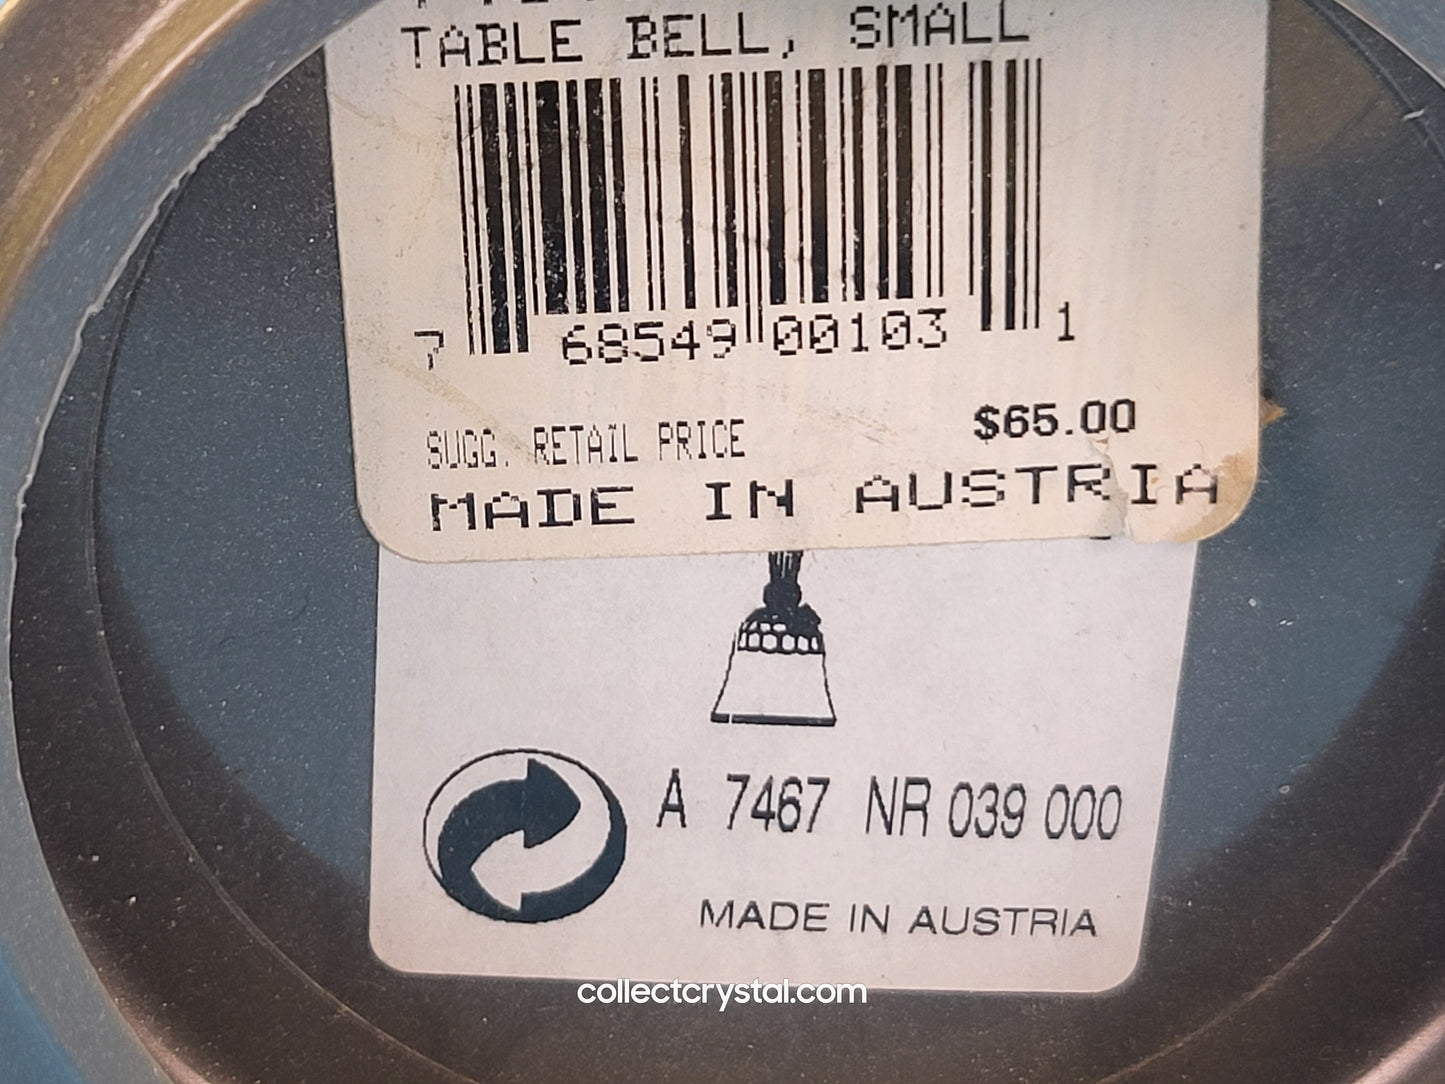 TABLE BELL, SMALL
7 68549 00103 1
SUGG. RETAIL PRICE $65.00
MADE IN AUSTRIA
A 7467 NR 039 000
MADE IN AUSTRIA
collectcrystal.com